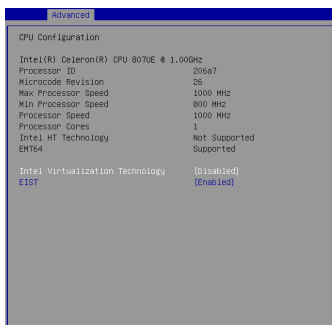 Advanced
CPU Configuration
Intel(R) Celeron(R) CPU 807UE @ 1.00GHz
Processor ID 206a7
Microcode Revision 26
Max Processor Speed 1000 MHz
Min Processor Speed 800 MHz
Processor Speed 1000 MHz
Processor Cores 1
Intel HT Technology Not Supported
EMT64 Supported
Intel Virtualization Technology [Disabled]
EIST [Enabled]